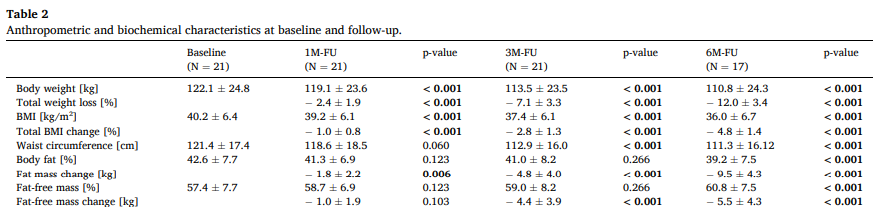 Table 2
Anthropometric and biochemical characteristics at baseline and follow-up.
Baseline 1M-FU p-value 3M-FU p-value 6M-FU p-value
(N = 21) (N = 21) (N = 21) (N = 17)
Body weight [kg] 122.1 ± 24.8 119.1 ± 23.6 < 0.001 113.5 ± 23.5 < 0.001 110.8 ± 24.3 < 0.001
Total weight loss [%] − 2.4 ± 1.9 < 0.001 − 7.1 ± 3.3 < 0.001 − 12.0 ± 3.4 < 0.001
BMI [kg/m²] 40.2 ± 6.4 39.2 ± 6.1 < 0.001 37.4 ± 6.1 < 0.001 36.0 ± 6.7 < 0.001
Total BMI change [%] − 1.0 ± 0.8 < 0.001 − 2.8 ± 1.3 < 0.001 − 4.8 ± 1.4 < 0.001
Waist circumference [cm] 121.4 ± 17.4 118.6 ± 18.5 0.060 112.9 ± 16.0 < 0.001 111.3 ± 16.12 < 0.001
Body fat [%] 42.6 ± 7.7 41.3 ± 6.9 0.123 41.0 ± 8.2 0.266 39.2 ± 7.5 < 0.001
Fat mass change [kg] − 1.8 ± 2.2 0.006 − 4.8 ± 4.0 < 0.001 − 9.5 ± 4.3 < 0.001
Fat-free mass [%] 57.4 ± 7.7 58.7 ± 6.9 0.123 59.0 ± 8.2 0.266 60.8 ± 7.5 < 0.001
Fat-free mass change [kg] − 1.0 ± 1.9 0.103 − 4.4 ± 3.9 < 0.001 − 5.5 ± 4.3 < 0.001